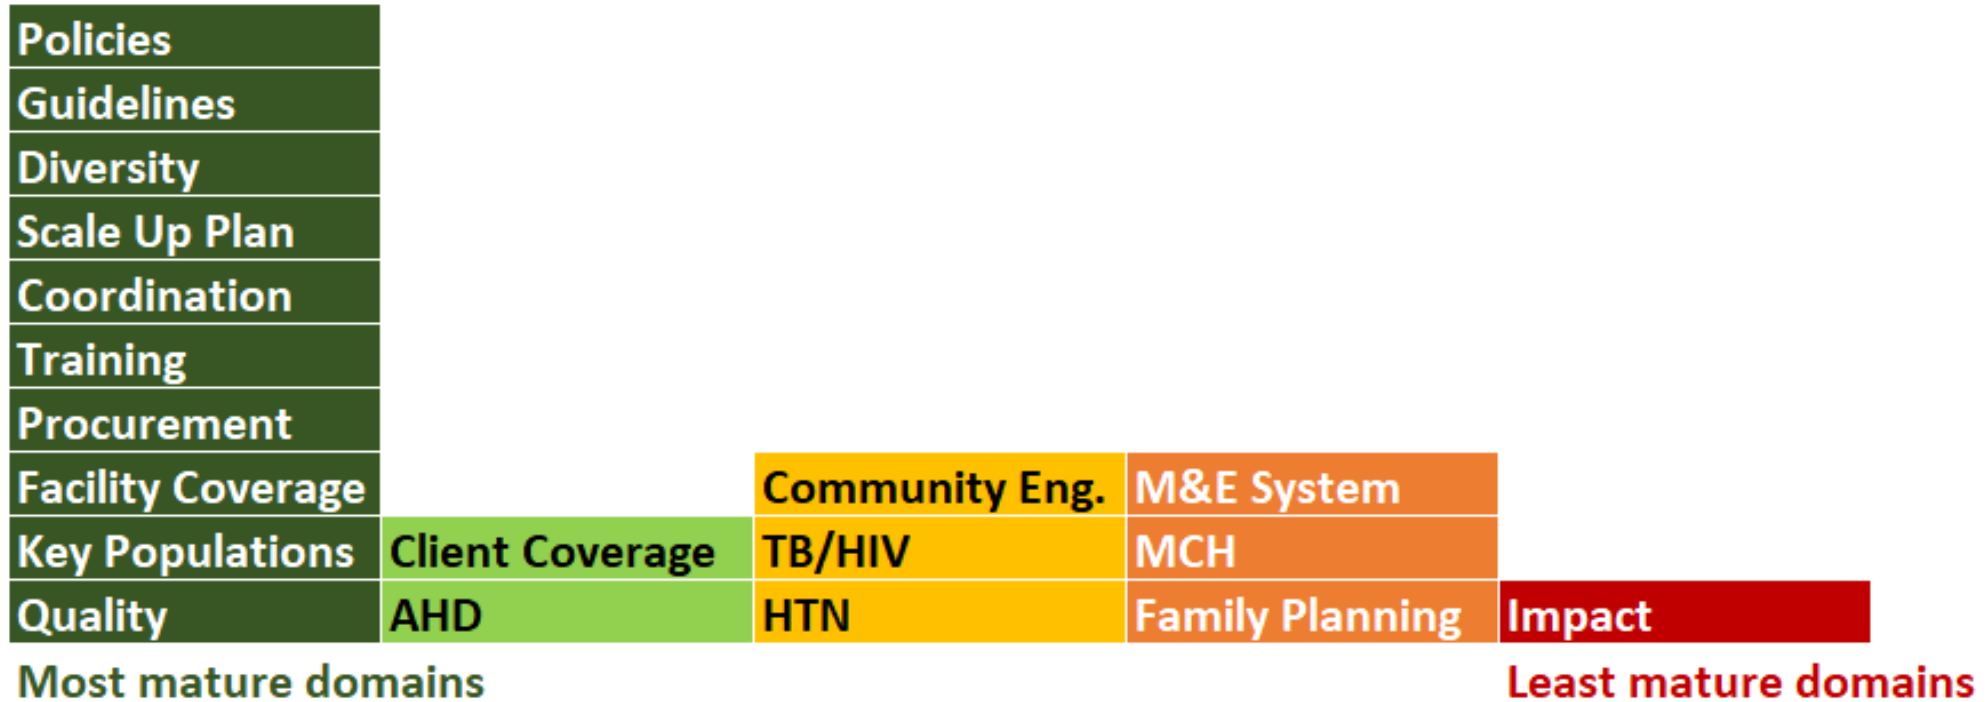 Policies
Guidelines
Diversity
Scale Up Plan
Coordination
Training
Procurement
Facility Coverage Community Eng. M&E System
Key Populations Client Coverage TB/HIV MCH
Quality AHD HTN Family Planning Impact
Most mature domains Least mature domains